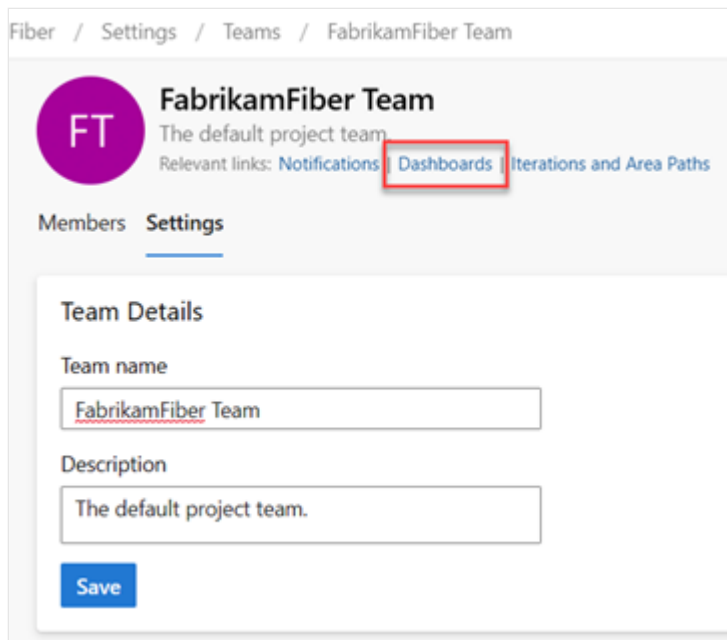 Fiber / Settings / Teams / FabrikamFiber Team
FT
FabrikamFiber Team
The default project team.
Relevant links: Notifications | Dashboards | Iterations and Area Paths
Members Settings
Team Details
Team name
FabrikamFiber Team
Description
The default project team.
Save